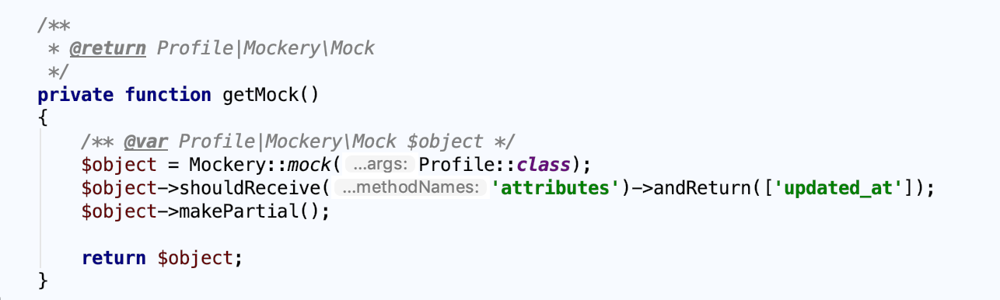 /**
 * @return Profile|Mockery\Mock
 */
private function getMock()
{
    /** @var Profile|Mockery\Mock $object */
    $object = Mockery::mock( ...args: Profile::class);
    $object->shouldReceive( ...methodNames: 'attributes')->andReturn(['updated_at']);
    $object->makePartial();

    return $object;
}